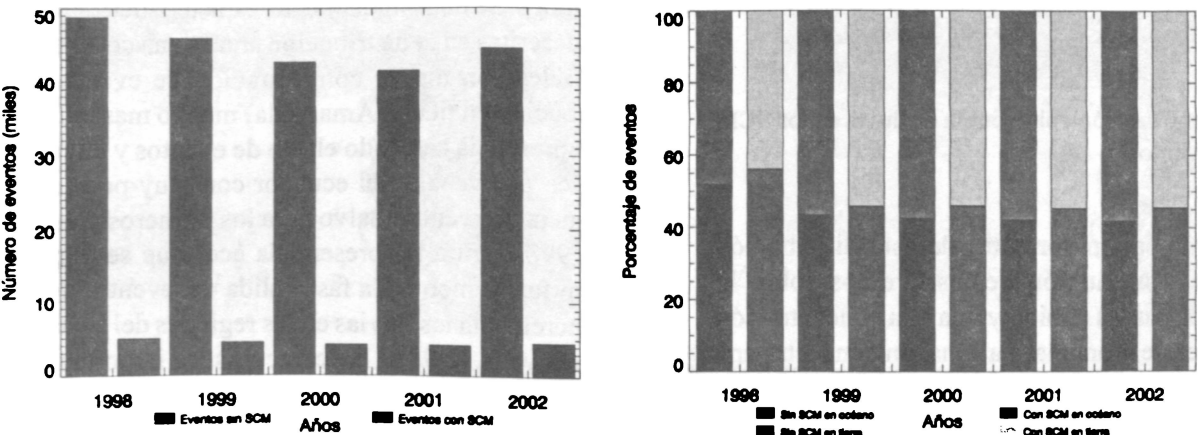 Número de eventos (miles)
50
40
30
20
10
0
1998
1999
2000
2001
2002
Eventos sin SCM
Eventos con SCM
Años
Porcentaje de eventos
100
80
60
40
20
0
1998
1999
2000
2001
2002
Sin SCM en océano
Con SCM en océano
Sin SCM en tierra
Con SCM en tierra
Años